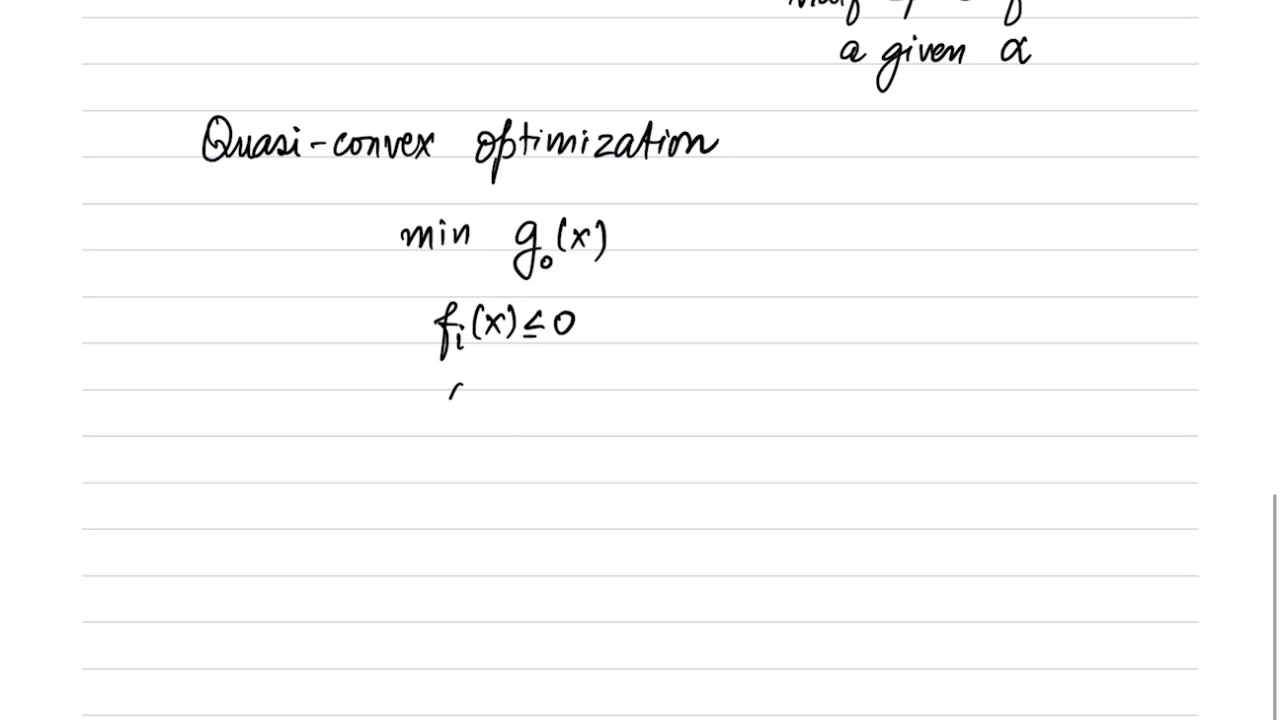 a given α
Quasi-convex optimization
min g₀(x)
fᵢ(x) ≤ 0